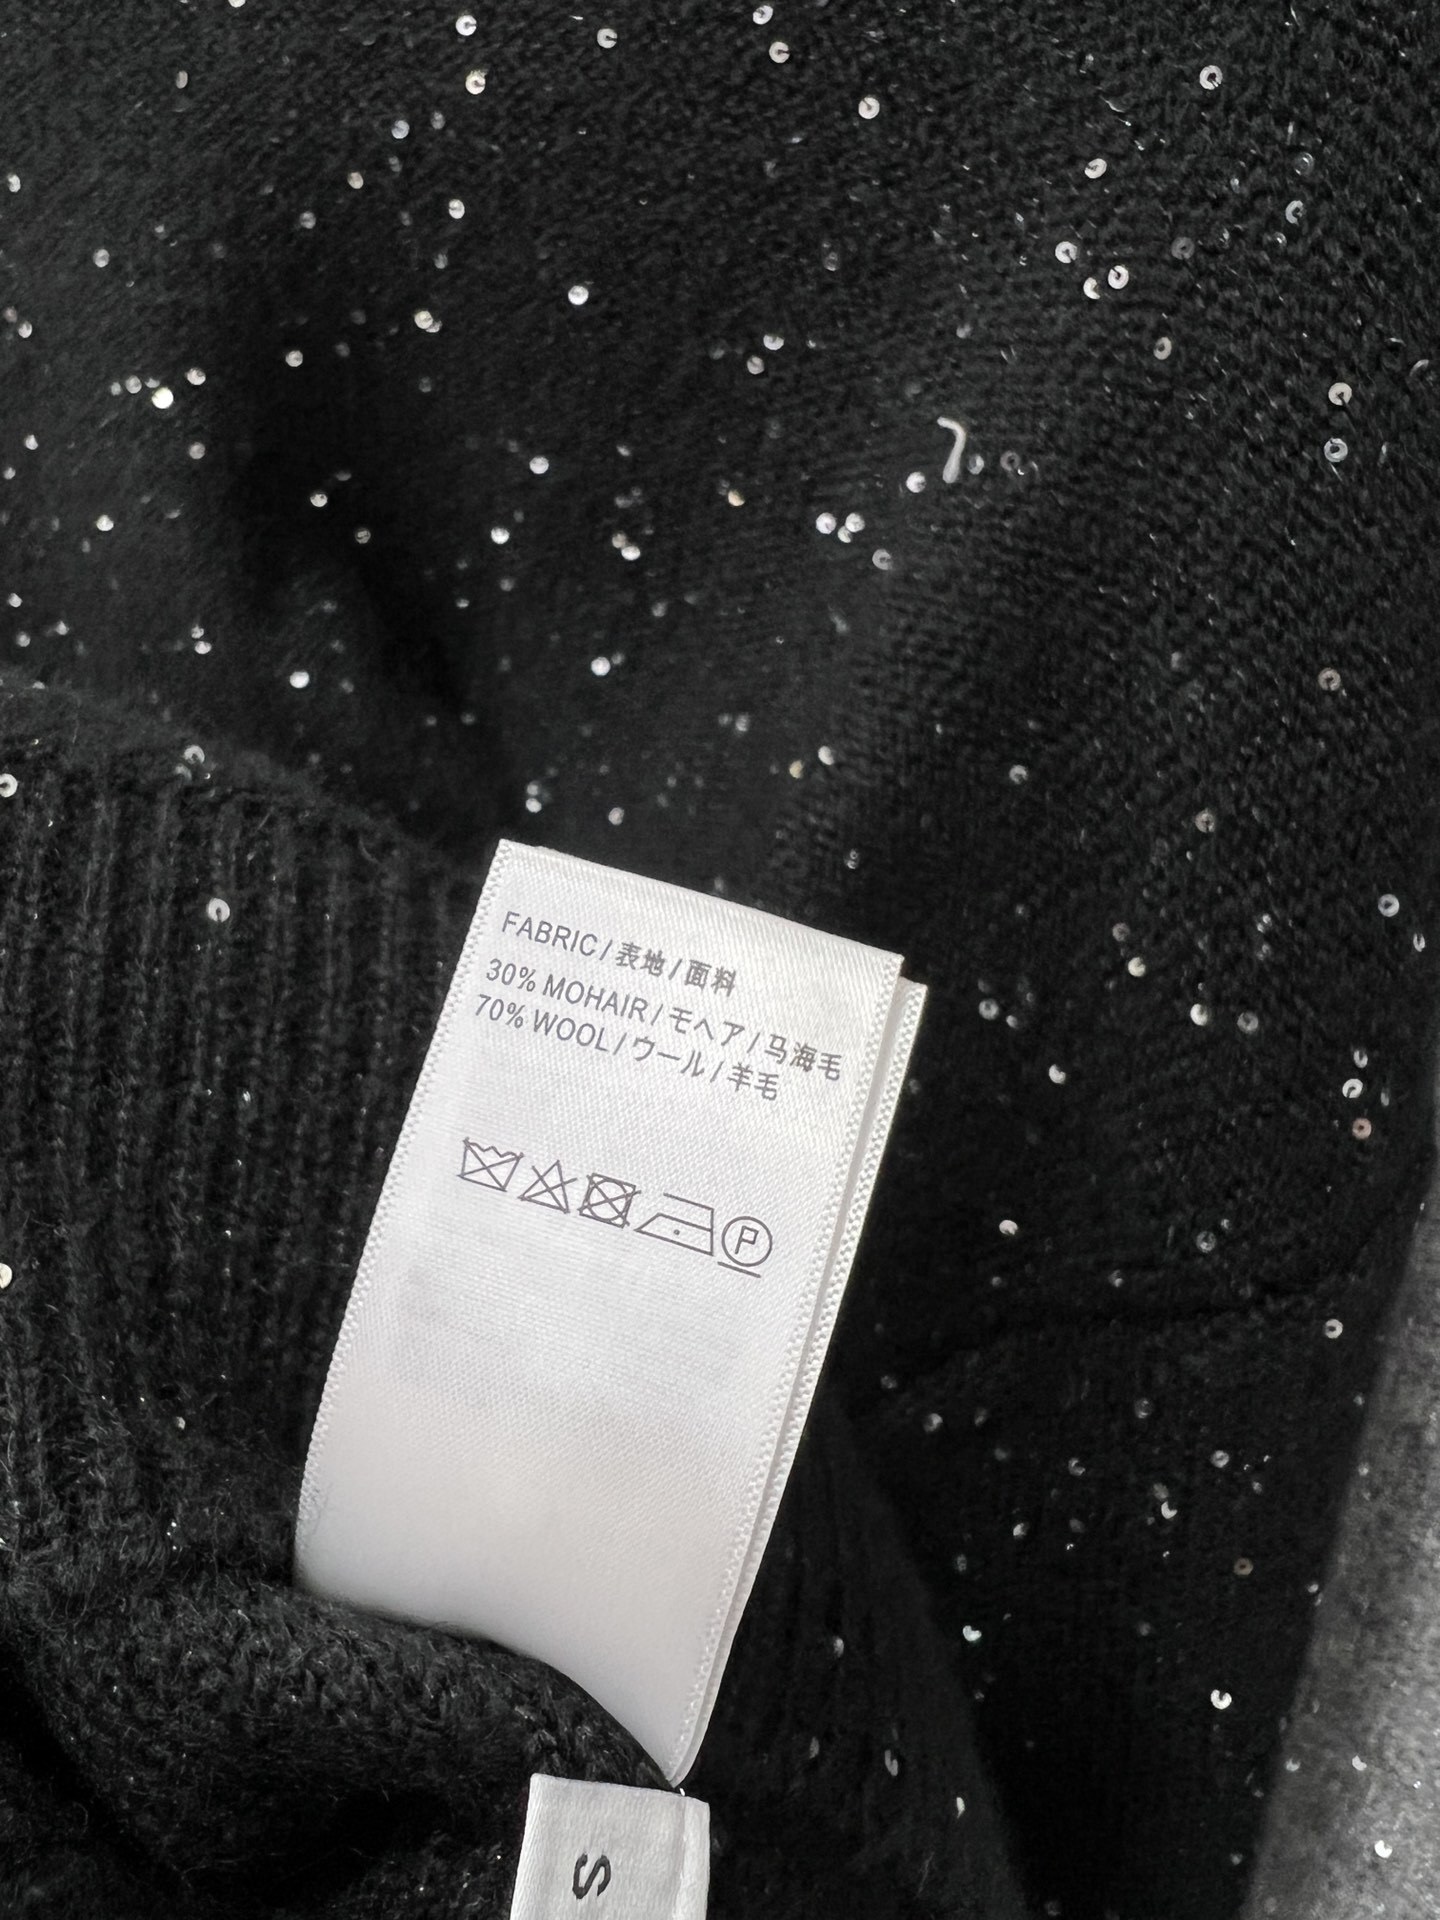 FABRIC / 表地 / 面料
30% MOHAIR / モヘア / 马海毛
70% WOOL / ウール / 羊毛
P
S